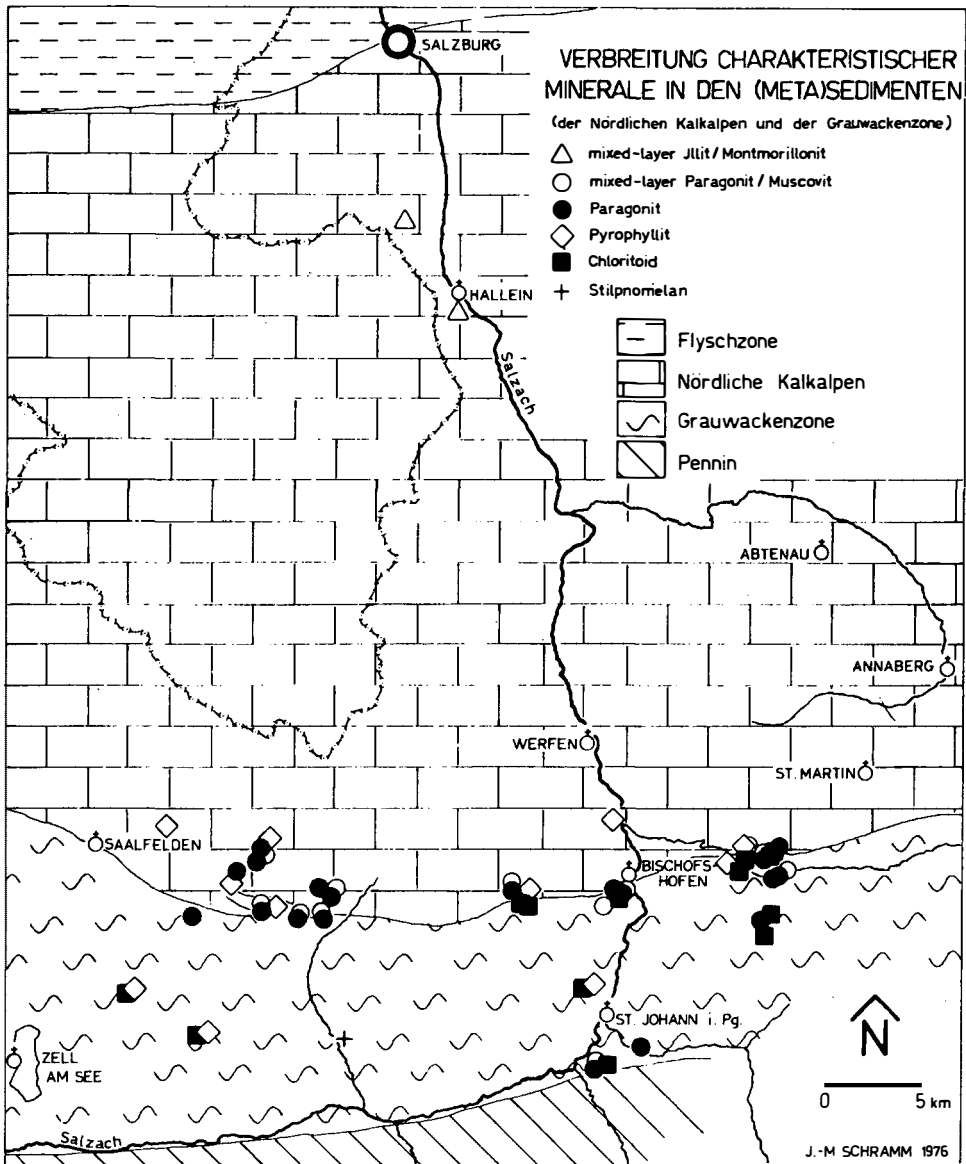 SALZBURG
VERBREITUNG CHARAKTERISTISCHER
MINERALE IN DEN (META)SEDIMENTEN
(der Nördlichen Kalkalpen und der Grauwackenzone)
mixed-layer Jllit/Montmorillonit
mixed-layer Paragonit/Muscovit
Paragonit
Pyrophyllit
Chloritoid
Stilpnomelan
HALLEIN
Salzach
Flyschzone
Nördliche Kalkalpen
Grauwackenzone
Pennin
ABTENAU
ANNABERG
WERFEN
ST. MARTIN
SAALFELDEN
BISCHOFS
HOFEN
ST. JOHANN i. Pg.
N
ZELL
AM SEE
0 5 km
Salzach
J.-M SCHRAMM 1976